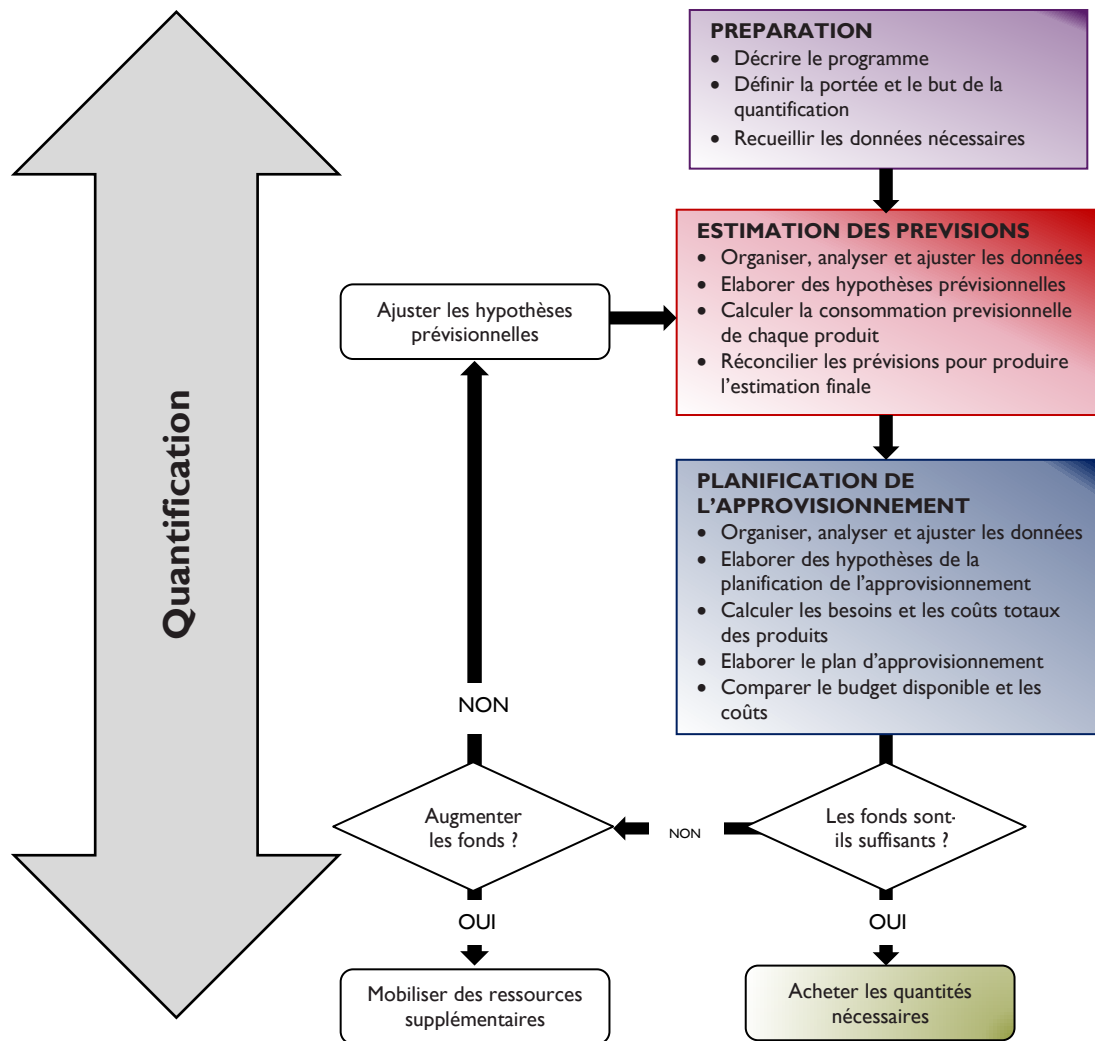 PREPARATION
• Décrire le programme
• Définir la portée et le but de la
quantification
• Recueillir les données nécessaires
ESTIMATION DES PREVISIONS
• Organiser, analyser et ajuster les données
• Elaborer des hypothèses prévisionnelles
• Calculer la consommation previsionnelle
de chaque produit
• Réconcilier les prévisions pour produire
l'estimation finale
Ajuster les hypothèses
prévisionnelles
Quantification
PLANIFICATION DE
L'APPROVISIONNEMENT
• Organiser, analyser et ajuster les données
• Elaborer des hypothèses de la
planification de l'approvisionnement
• Calculer les besoins et les coûts totaux
des produits
• Elaborer le plan d'approvisionnement
• Comparer le budget disponible et les
coûts
NON
Augmenter
les fonds ?
NON
Les fonds sont-
ils suffisants ?
OUI
OUI
Mobiliser des ressources
supplémentaires
Acheter les quantités
nécessaires